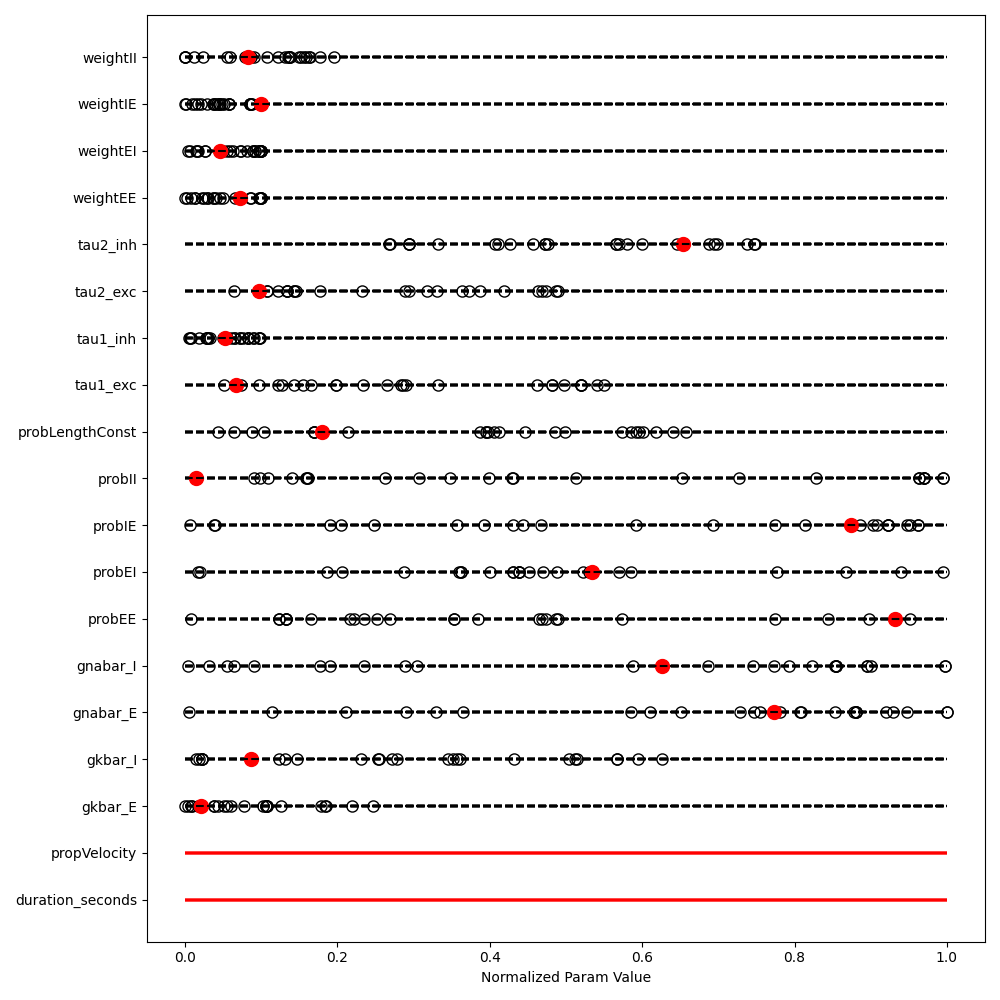 weightII
weightIE
weightEI
weightEE
tau2_inh
tau2_exc
tau1_inh
tau1_exc
probLengthConst
probII
probIE
probEI
probEE
gnabar_I
gnabar_E
gkbar_I
gkbar_E
propVelocity
duration_seconds
0.0 0.2 0.4 0.6 0.8 1.0
Normalized Param Value